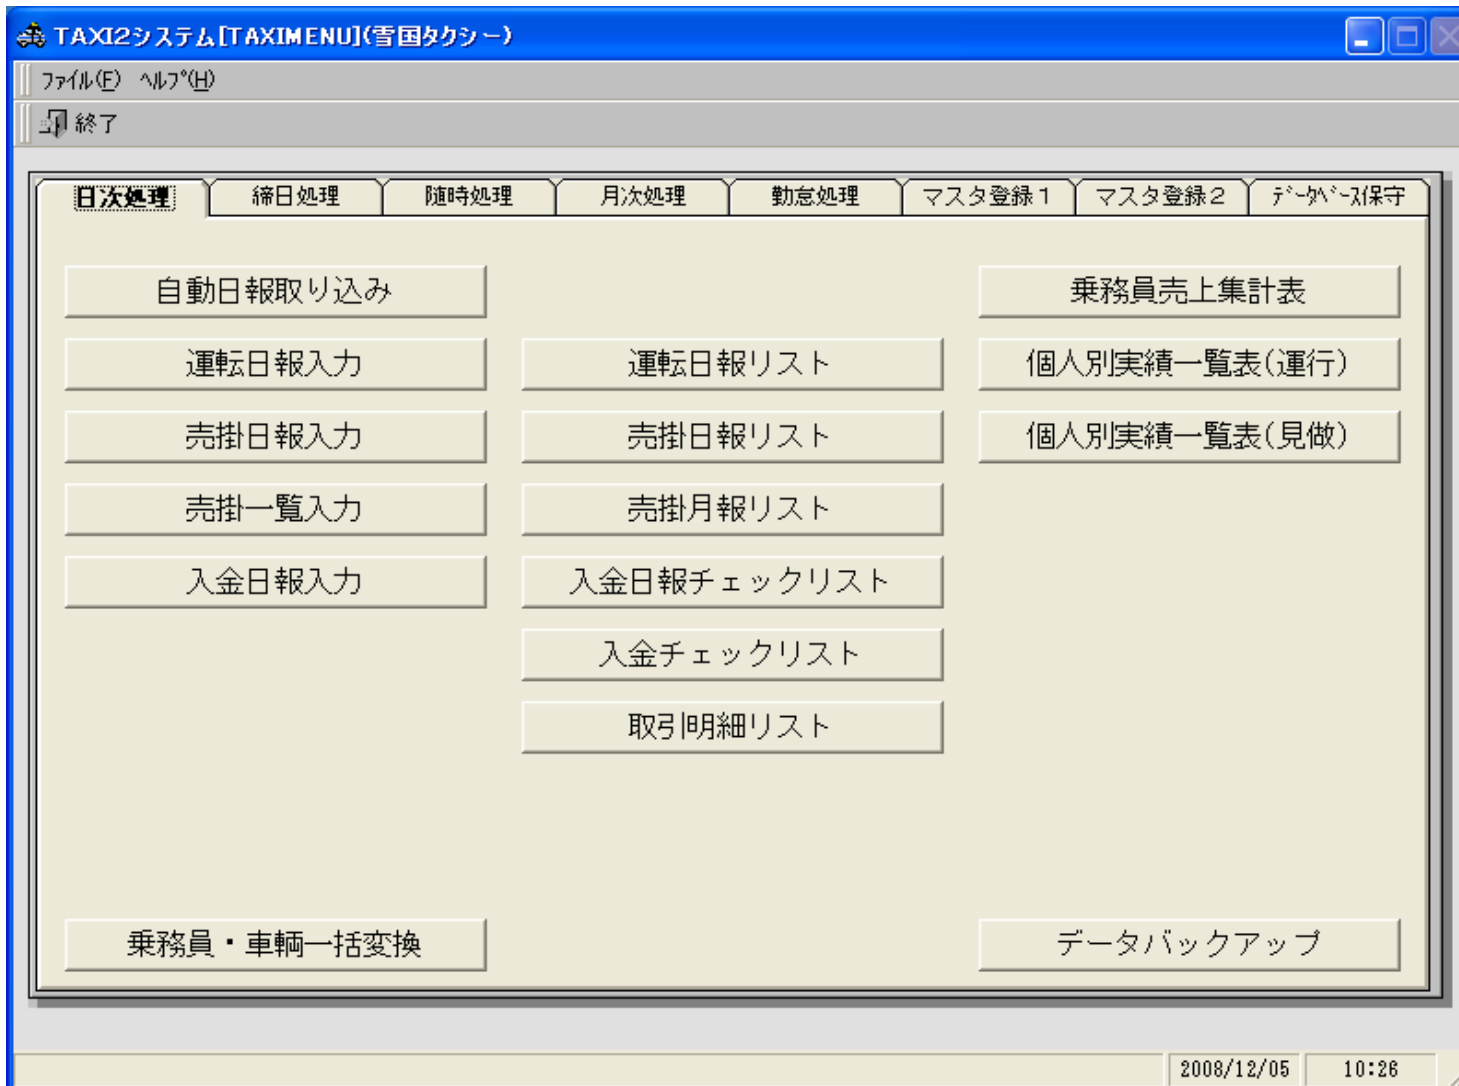 TAXI2システム[TAXIMENU](雪国タクシー)
ﾌｧｲﾙ(F) ﾍﾙﾌﾟ(H)
終了
日次処理 締日処理 随時処理 月次処理 勤怠処理 マスタ登録１ マスタ登録２ ﾃﾞｰﾀﾍﾞｰｽ保守
自動日報取り込み 乗務員売上集計表
運転日報入力 運転日報リスト 個人別実績一覧表(運行)
売掛日報入力 売掛日報リスト 個人別実績一覧表(見做)
売掛一覧入力 売掛月報リスト
入金日報入力 入金日報チェックリスト
入金チェックリスト
取引明細リスト
乗務員・車輌一括変換 データバックアップ
2008/12/05 10:26